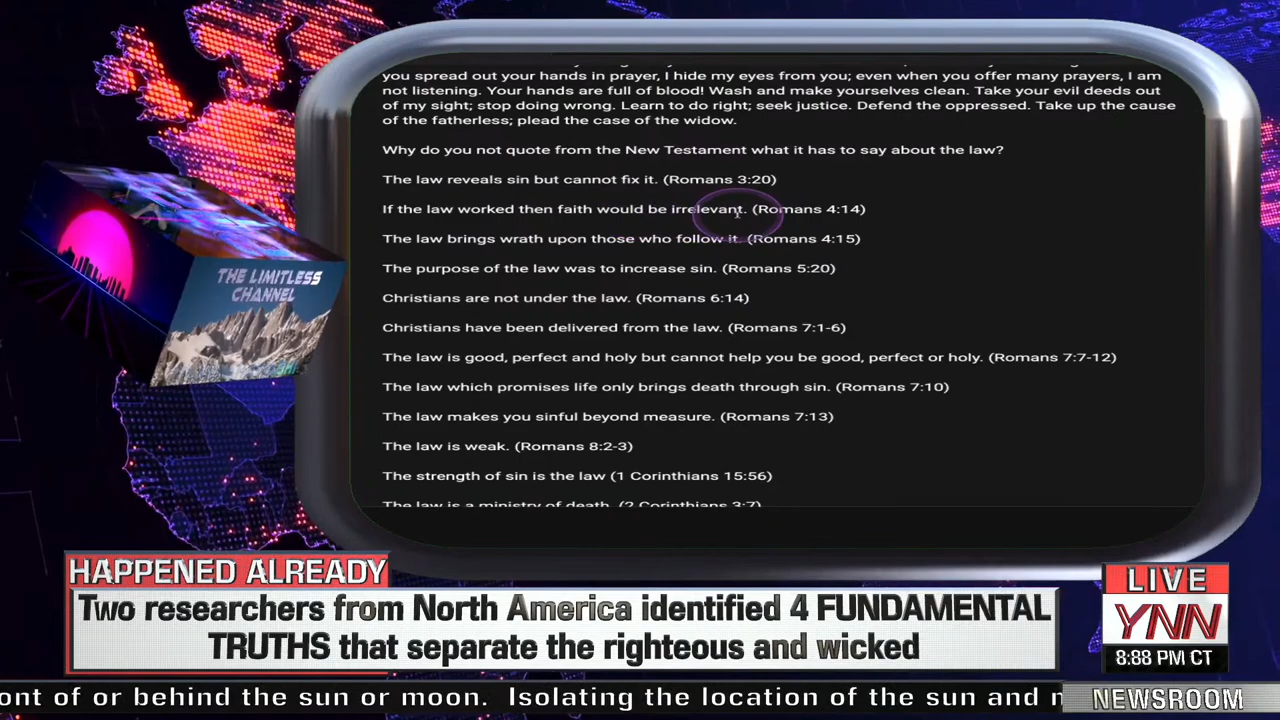 you spread out your hands in prayer, I hide my eyes from you; even when you offer many prayers, I am
not listening. Your hands are full of blood! Wash and make yourselves clean. Take your evil deeds out
of my sight; stop doing wrong. Learn to do right; seek justice. Defend the oppressed. Take up the cause
of the fatherless; plead the case of the widow.
Why do you not quote from the New Testament what it has to say about the law?
The law reveals sin but cannot fix it. (Romans 3:20)
If the law worked then faith would be irrelevant. (Romans 4:14)
The law brings wrath upon those who follow it. (Romans 4:15)
The purpose of the law was to increase sin. (Romans 5:20)
Christians are not under the law. (Romans 6:14)
Christians have been delivered from the law. (Romans 7:1-6)
The law is good, perfect and holy but cannot help you be good, perfect or holy. (Romans 7:7-12)
The law which promises life only brings death through sin. (Romans 7:10)
The law makes you sinful beyond measure. (Romans 7:13)
The law is weak. (Romans 8:2-3)
The strength of sin is the law (1 Corinthians 15:56)
The law is a ministry of death. (2 Corinthians 3:7)
THE LIMITLESS
CHANNEL
HAPPENED ALREADY
Two researchers from North America identified 4 FUNDAMENTAL
TRUTHS that separate the righteous and wicked
LIVE
YNN
8:88 PM CT
ont of or behind the sun or moon. Isolating the location of the sun and
NEWSROOM